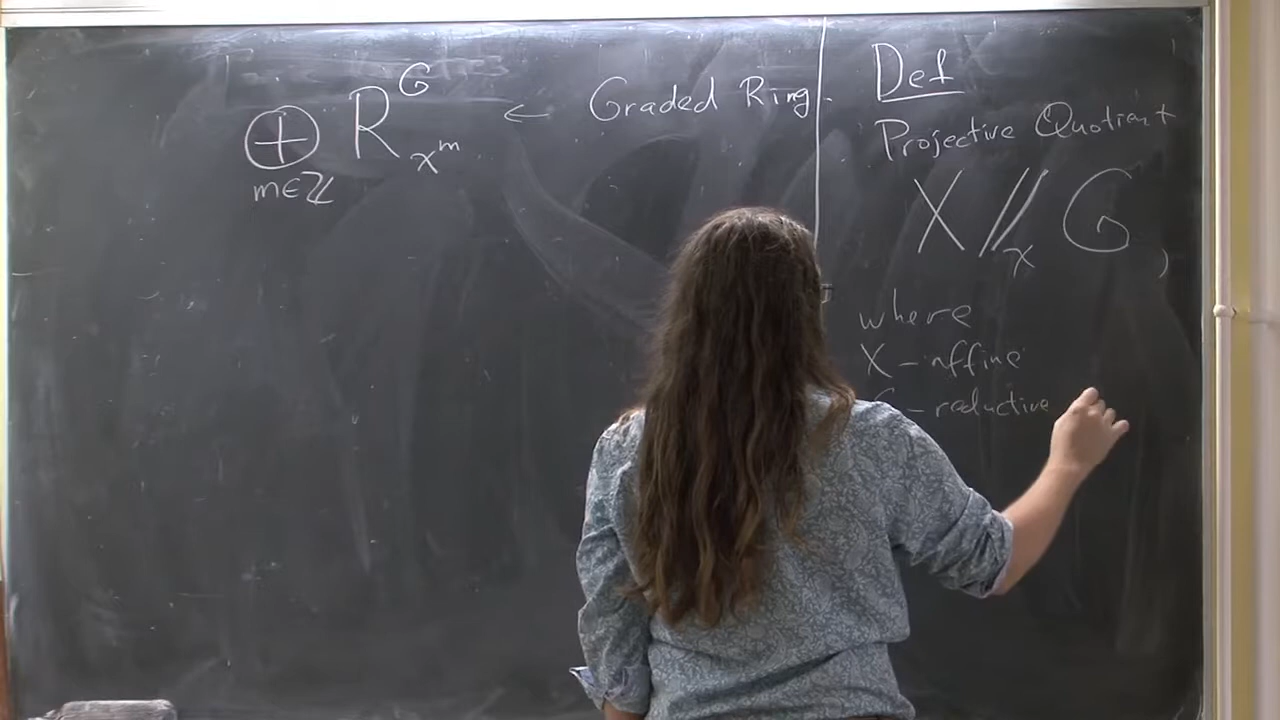 ⊕ R^G_{χ^m} ← Graded Ring.
m∈ℤ
Def
Projective Quotient
X //_χ G ,
where
X – affine
– reductive